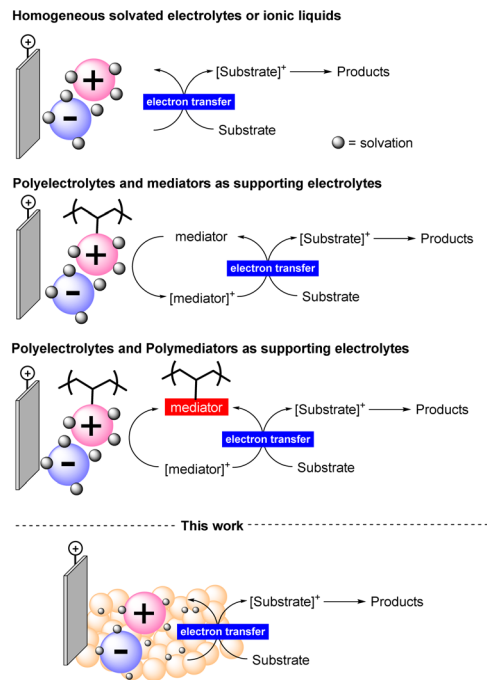 Homogeneous solvated electrolytes or ionic liquids
+
+
-
[Substrate]+
Products
electron transfer
Substrate
= solvation
Polyelectrolytes and mediators as supporting electrolytes
+
+
-
mediator
[Substrate]+
Products
electron transfer
[mediator]+
Substrate
Polyelectrolytes and Polymediators as supporting electrolytes
+
+
-
mediator
[Substrate]+
Products
electron transfer
[mediator]+
Substrate
This work
+
+
-
[Substrate]+
Products
electron transfer
Substrate